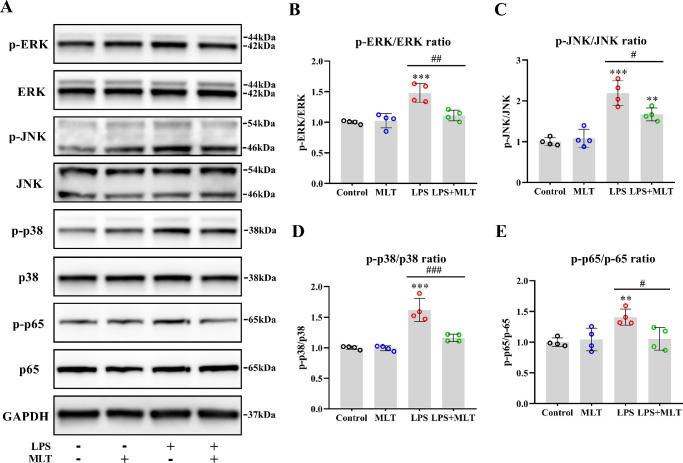 A
p-ERK
44kDa
42kDa
ERK
44kDa
42kDa
p-JNK
54kDa
46kDa
JNK
54kDa
46kDa
p-p38
38kDa
p38
38kDa
p-p65
65kDa
p65
65kDa
GAPDH
37kDa
LPS - - + +
MLT - + - +
B
p-ERK/ERK ratio
p-ERK/ERK
2.0
1.5
1.0
0.5
0.0
***
##
Control MLT LPS LPS+MLT
C
p-JNK/JNK ratio
p-JNK/JNK
3
2
1
0
***
#
**
Control MLT LPS LPS+MLT
D
p-p38/p38 ratio
p-p38/p38
2.0
1.5
1.0
0.5
0.0
***
###
Control MLT LPS LPS+MLT
E
p-p65/p-65 ratio
p-p65/p-65
2.0
1.5
1.0
0.5
0.0
**
#
Control MLT LPS LPS+MLT